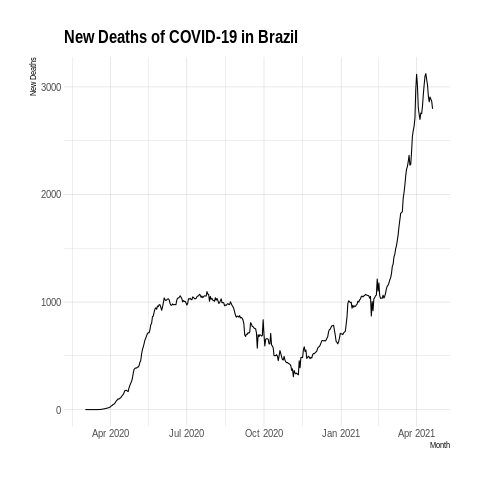 New Deaths of COVID-19 in Brazil
New Deaths
3000
2000
1000
0
Apr 2020 Jul 2020 Oct 2020 Jan 2021 Apr 2021
Month